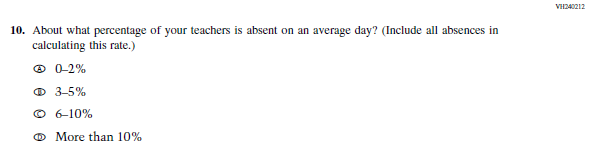 VH240212
10. About what percentage of your teachers is absent on an average day? (Include all absences in
calculating this rate.)
A 0–2%
B 3–5%
C 6–10%
D More than 10%